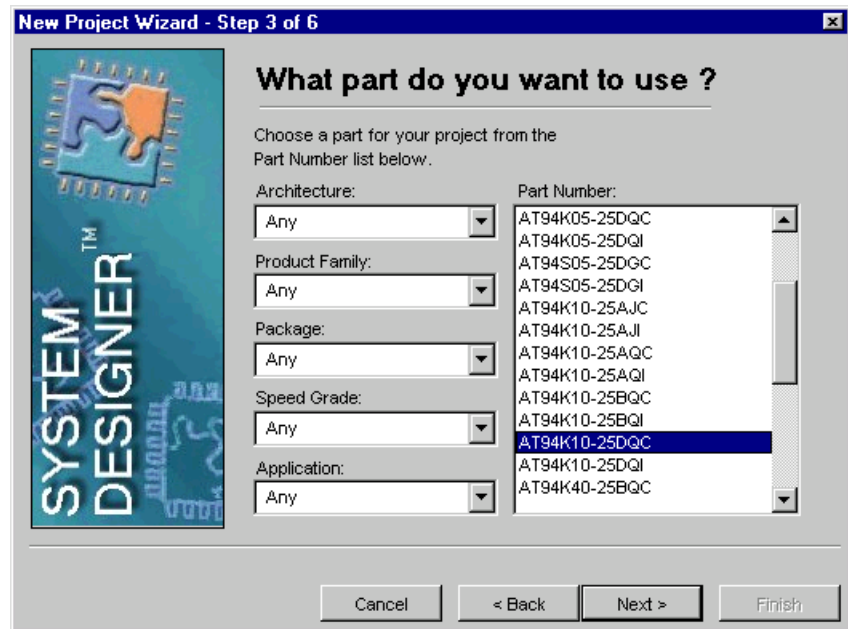 New Project Wizard - Step 3 of 6
SYSTEM
DESIGNER™
What part do you want to use ?
Choose a part for your project from the
Part Number list below.
Architecture:
Any
Product Family:
Any
Package:
Any
Speed Grade:
Any
Application:
Any
Part Number:
AT94K05-25DQC
AT94K05-25DQI
AT94S05-25DGC
AT94S05-25DGI
AT94K10-25AJC
AT94K10-25AJI
AT94K10-25AQC
AT94K10-25AQI
AT94K10-25BQC
AT94K10-25BQI
AT94K10-25DQC
AT94K10-25DQI
AT94K40-25BQC
Cancel
< Back
Next >
Finish